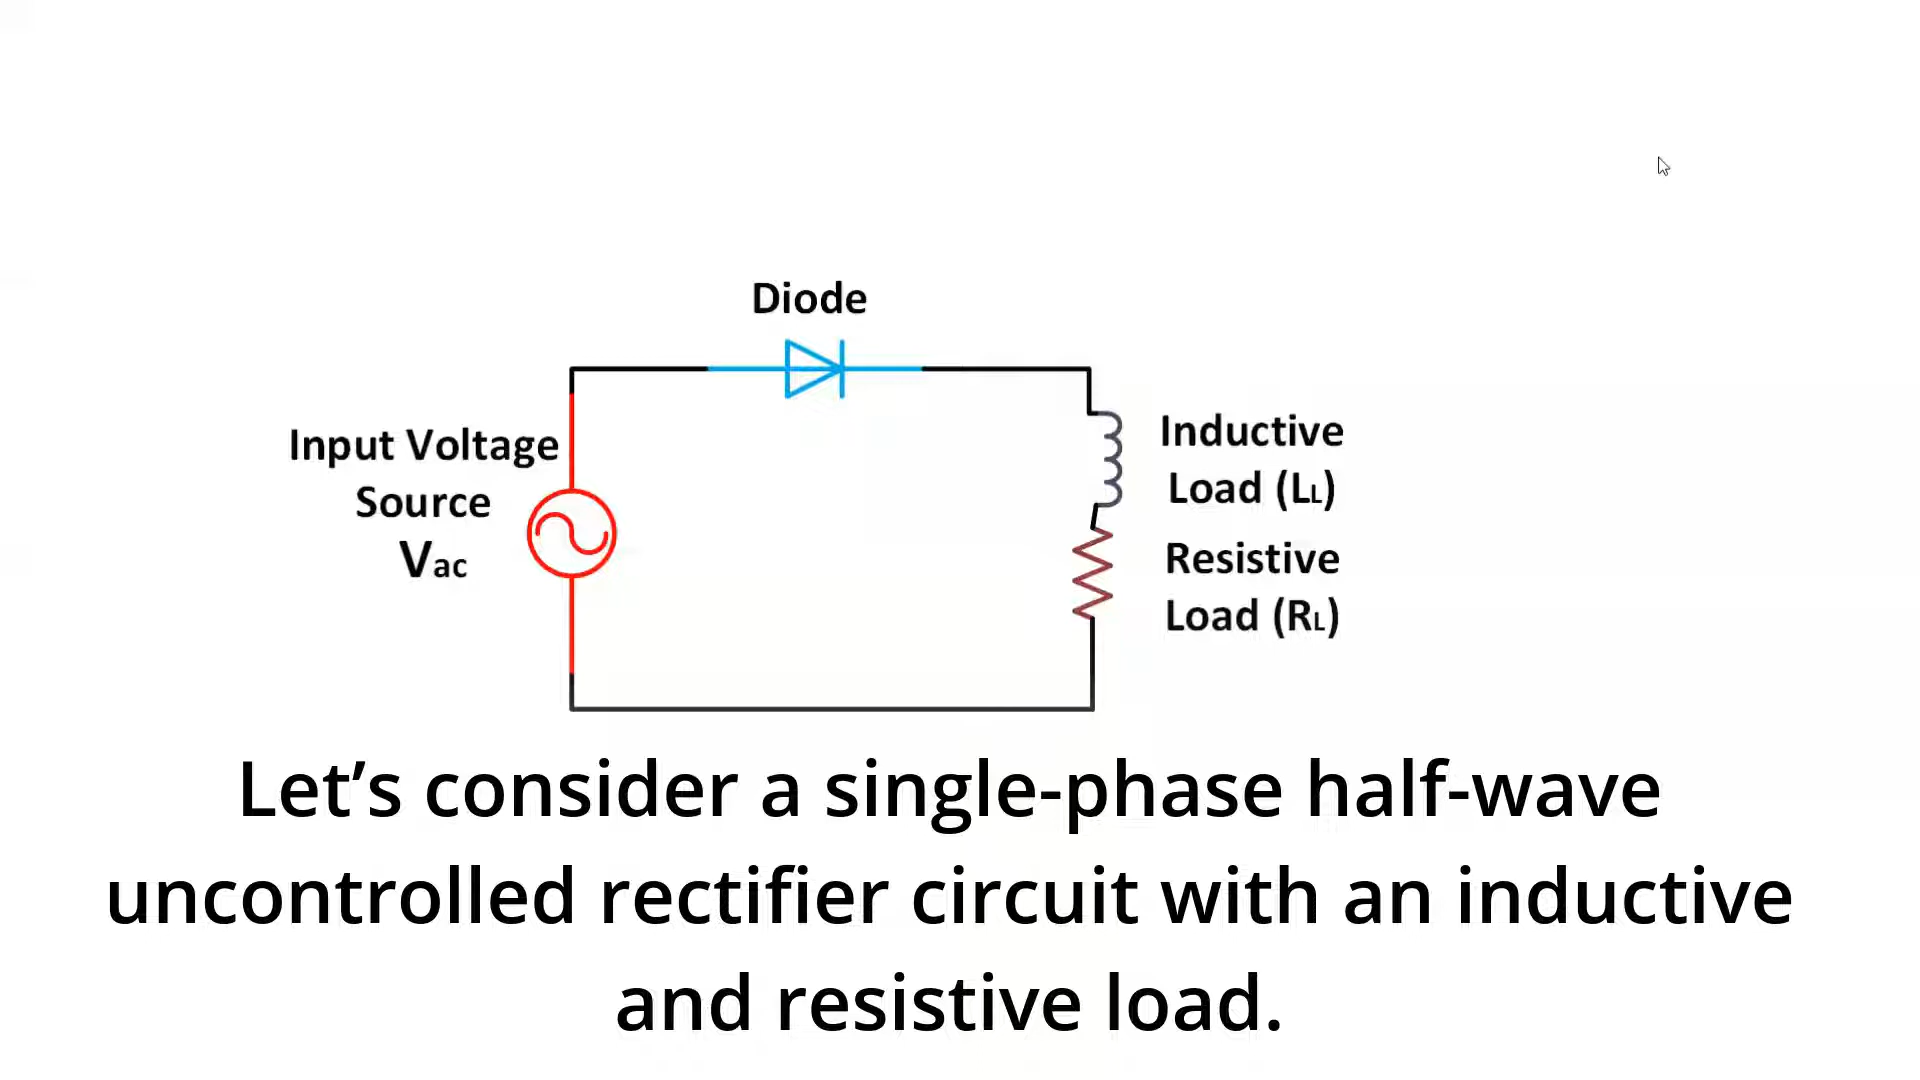 Diode
Input Voltage
Source
Vac
Inductive
Load (LL)
Resistive
Load (RL)
Let’s consider a single-phase half-wave
uncontrolled rectifier circuit with an inductive
and resistive load.